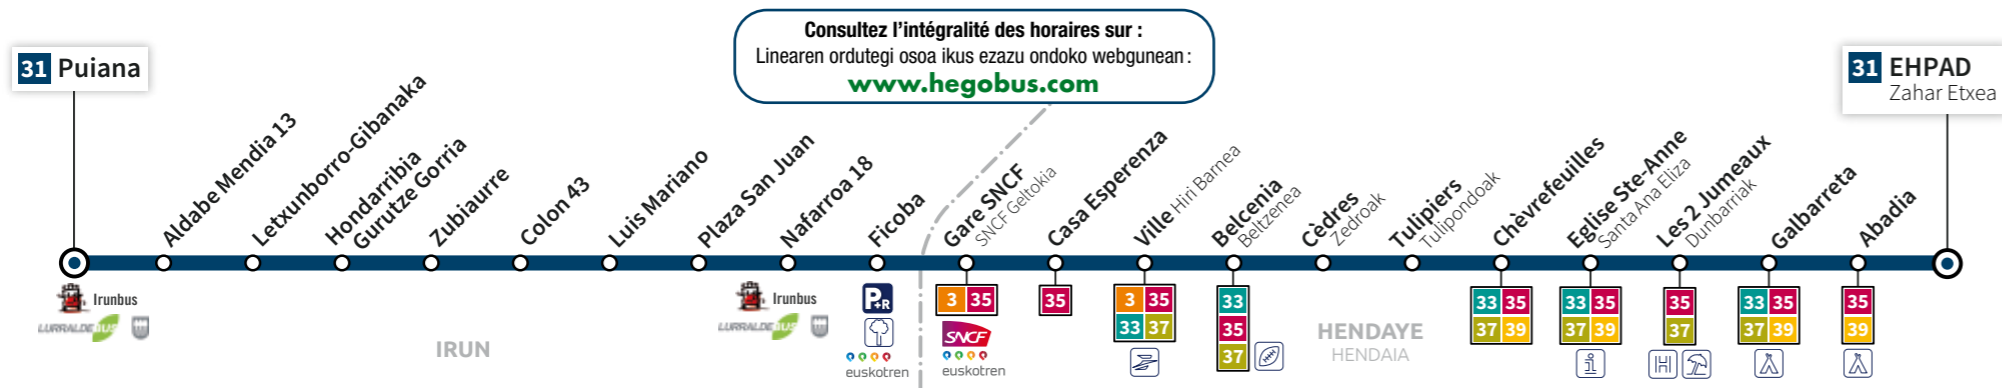 Consultez l'intégralité des horaires sur :
Linearen ordutegi osoa ikus ezazu ondoko webgunean :
www.hegobus.com
31 Puiana
Aldabe Mendia 13
Letxunborro-Gibanaka
Hondarribia
Gurutze Gorria
Zubiaurre
Colon 43
Luis Mariano
Plaza San Juan
Nafarroa 18
Ficoba
Gare SNCF
SNCF Geltokia
Casa Esperenza
Ville Hiri Barnea
Belcenia
Beltzenea
Cèdres
Zedroak
Tulipiers
Tulipondoak
Chèvrefeuilles
Eglise Ste-Anne
Santa Ana Eliza
Les 2 Jumeaux
Dunbarriak
Galbarreta
Abadia
31 EHPAD
Zahar Etxea
Irunbus
LURRALDEBUS
Irunbus
LURRALDEBUS
P+R
euskotren
3 35
SNCF
euskotren
35
3 35
33 37
33
35
37
33 35
37 39
33 35
37 39
i
35
37
H
33 35
37 39
35
39
IRUN
HENDAYE
HENDAIA